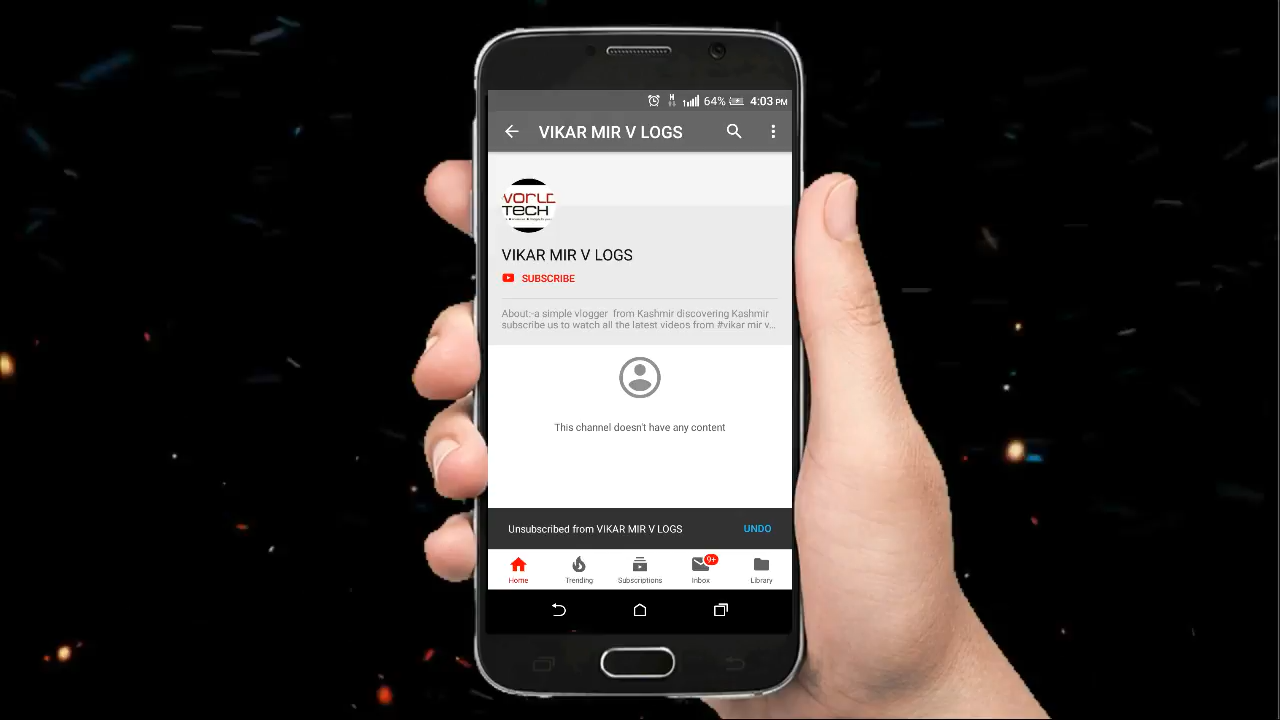 H
64%
4:03 PM
VIKAR MIR V LOGS
VORLD
TECH
VIKAR MIR V LOGS
SUBSCRIBE
About:-a simple vlogger from Kashmir discovering Kashmir
subscribe us to watch all the latest videos from #vikar mir v...
This channel doesn't have any content
Unsubscribed from VIKAR MIR V LOGS
UNDO
9+
Home
Trending
Subscriptions
Inbox
Library